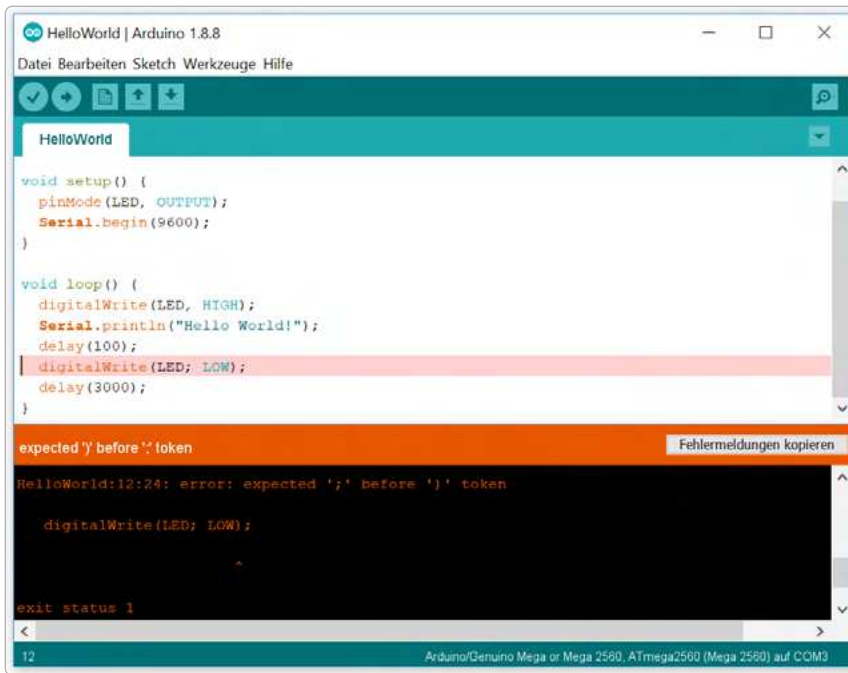 HelloWorld | Arduino 1.8.8
Datei Bearbeiten Sketch Werkzeuge Hilfe
HelloWorld
void setup() {
  pinMode(LED, OUTPUT);
  Serial.begin(9600);
}
void loop() {
  digitalWrite(LED, HIGH);
  Serial.println("Hello World!");
  delay(100);
  digitalWrite(LED; LOW);
  delay(3000);
}
expected ')' before ';' token
Fehlermeldungen kopieren
HelloWorld:12:24: error: expected ';' before ')' token
   digitalWrite(LED; LOW);
^
exit status 1
12
Arduino/Genuino Mega or Mega 2560, ATmega2560 (Mega 2560) auf COM3